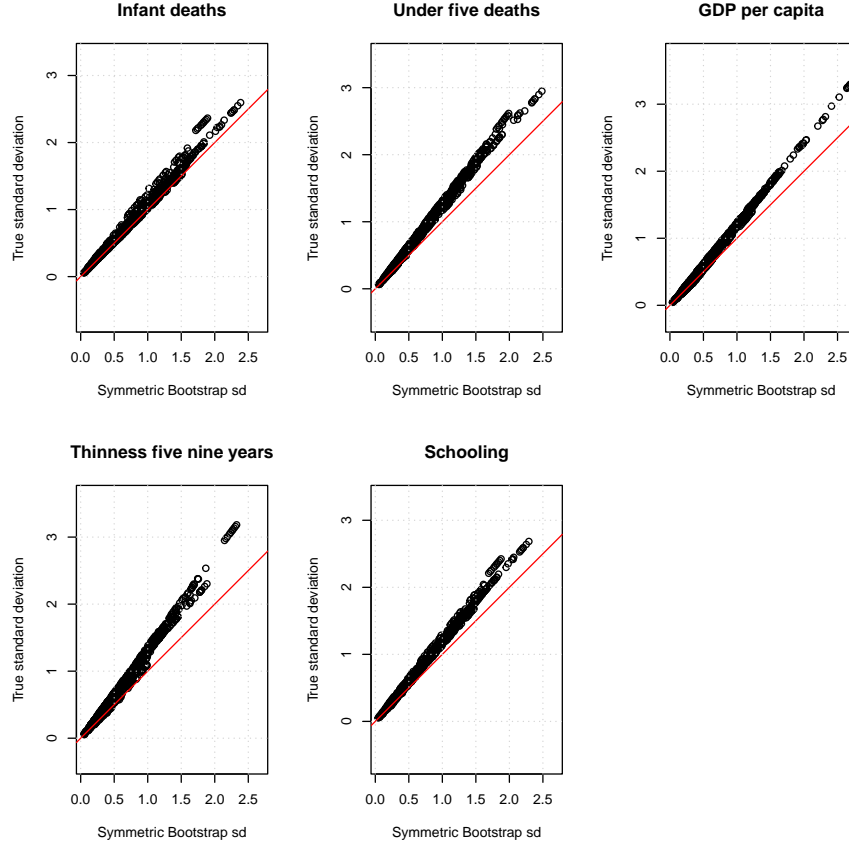 Infant deaths
True standard deviation
3
2
1
0
0.0 0.5 1.0 1.5 2.0 2.5
Symmetric Bootstrap sd
Under five deaths
True standard deviation
3
2
1
0
0.0 0.5 1.0 1.5 2.0 2.5
Symmetric Bootstrap sd
GDP per capita
True standard deviation
3
2
1
0
0.0 0.5 1.0 1.5 2.0 2.5
Symmetric Bootstrap sd
Thinness five nine years
True standard deviation
3
2
1
0
0.0 0.5 1.0 1.5 2.0 2.5
Symmetric Bootstrap sd
Schooling
True standard deviation
3
2
1
0
0.0 0.5 1.0 1.5 2.0 2.5
Symmetric Bootstrap sd